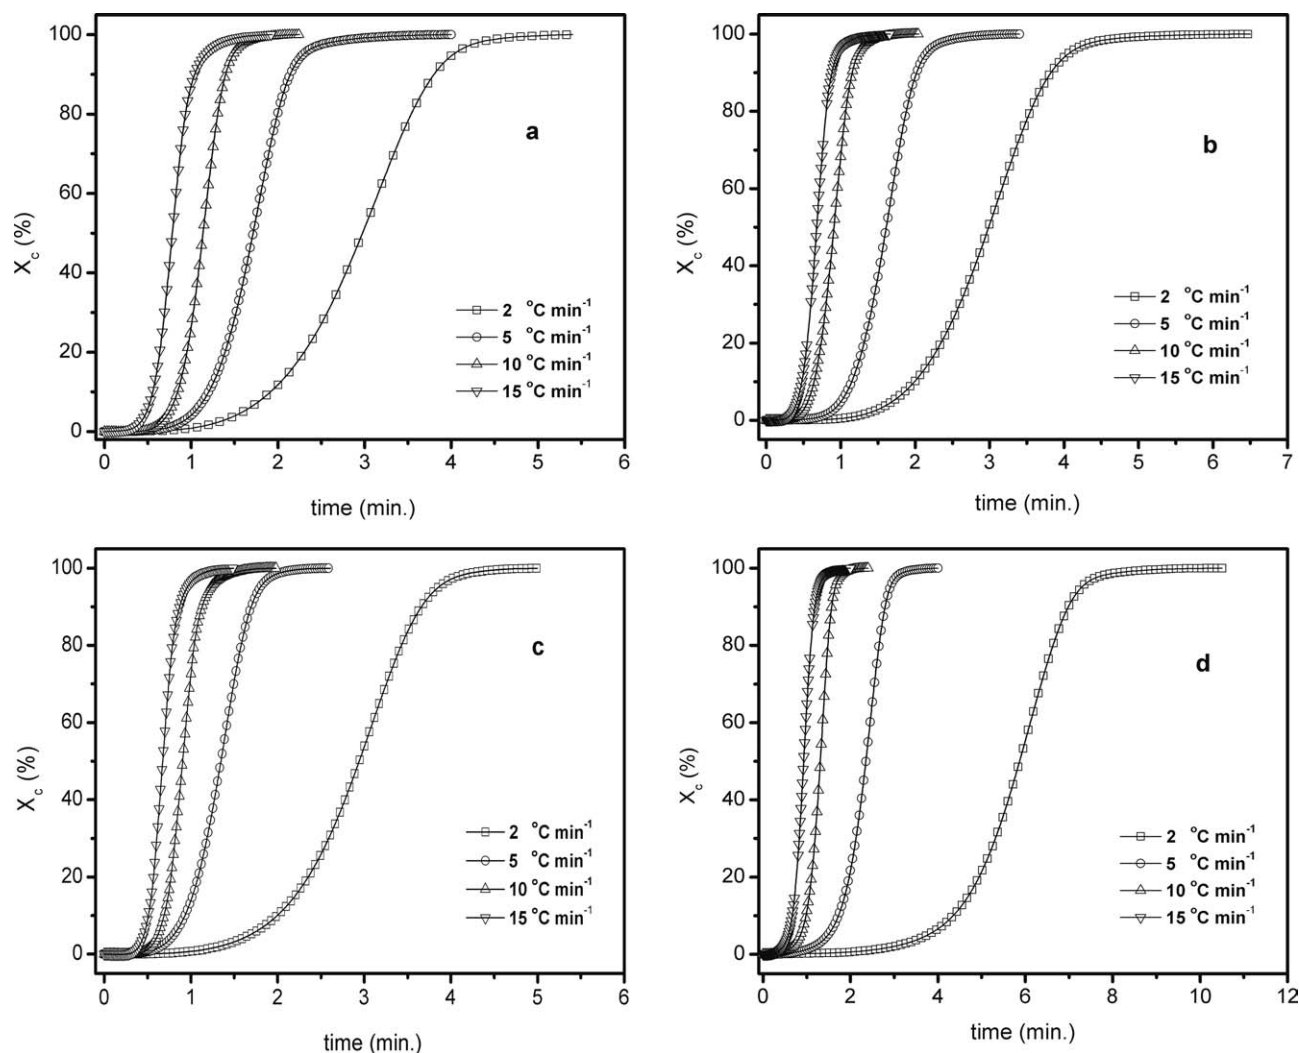 100
80
60
40
20
0
X_c (%)
a
2 °C min⁻¹
5 °C min⁻¹
10 °C min⁻¹
15 °C min⁻¹
0 1 2 3 4 5 6
time (min.)
100
80
60
40
20
0
X_c (%)
b
2 °C min⁻¹
5 °C min⁻¹
10 °C min⁻¹
15 °C min⁻¹
0 1 2 3 4 5 6 7
time (min.)
100
80
60
40
20
0
X_c (%)
c
2 °C min⁻¹
5 °C min⁻¹
10 °C min⁻¹
15 °C min⁻¹
0 1 2 3 4 5 6
time (min.)
100
80
60
40
20
0
X_c (%)
d
2 °C min⁻¹
5 °C min⁻¹
10 °C min⁻¹
15 °C min⁻¹
0 2 4 6 8 10 12
time (min.)